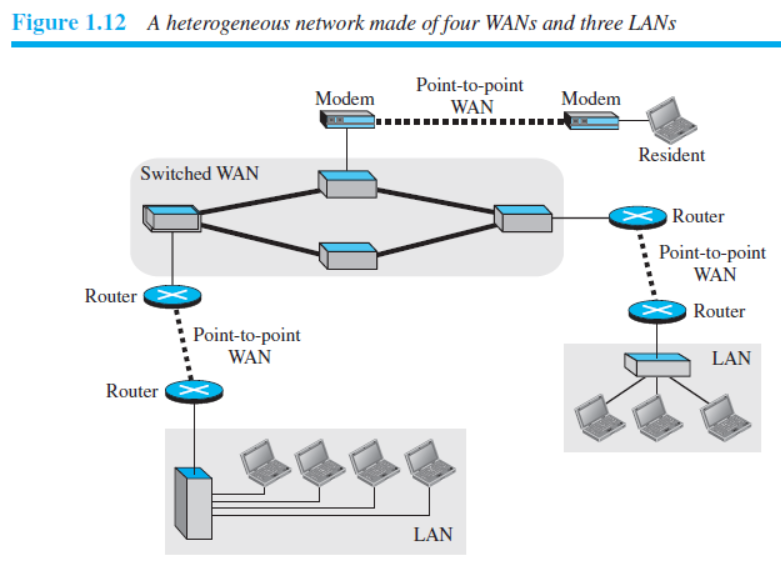 Figure 1.12 A heterogeneous network made of four WANs and three LANs
Point-to-point
WAN
Modem
Modem
Resident
Switched WAN
Router
Point-to-point
WAN
Router
Router
Point-to-point
WAN
Router
LAN
LAN